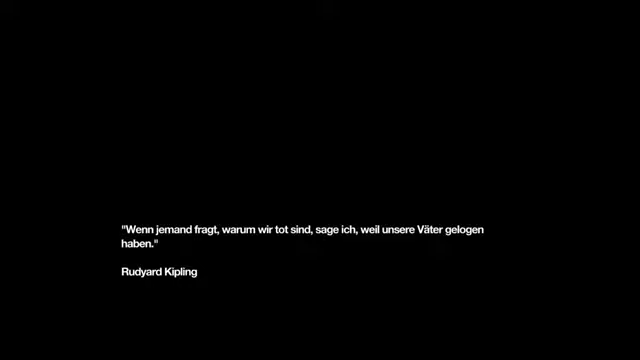 "Wenn jemand fragt, warum wir tot sind, sage ich, weil unsere Väter gelogen
haben."
Rudyard Kipling